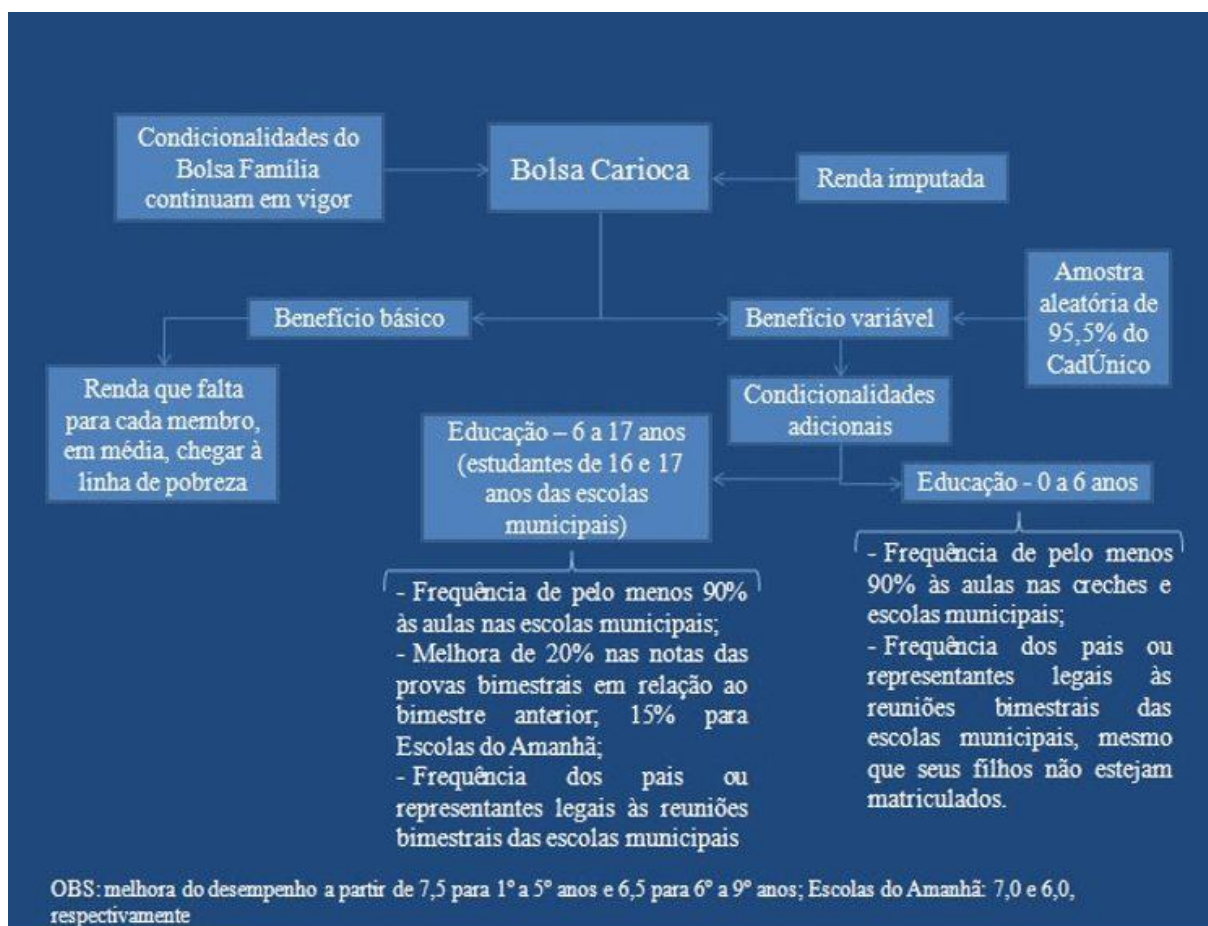 Condicionalidades do
Bolsa Família
continuam em vigor
Bolsa Carioca
Renda imputada
Benefício básico
Benefício variável
Amostra
aleatória de
95,5% do
CadÚnico
Renda que falta
para cada membro,
em média, chegar à
linha de pobreza
Condicionalidades
adicionais
Educação – 6 a 17 anos
(estudantes de 16 e 17
anos das escolas
municipais)
Educação - 0 a 6 anos
- Frequência de pelo menos 90%
às aulas nas escolas municipais;
- Melhora de 20% nas notas das
provas bimestrais em relação ao
bimestre anterior; 15% para
Escolas do Amanhã;
- Frequência dos pais ou
representantes legais às reuniões
bimestrais das escolas municipais
- Frequência de pelo menos
90% às aulas nas creches e
escolas municipais;
- Frequência dos pais ou
representantes legais às
reuniões bimestrais das
escolas municipais, mesmo
que seus filhos não estejam
matriculados.
OBS: melhora do desempenho a partir de 7,5 para 1º a 5º anos e 6,5 para 6º a 9º anos; Escolas do Amanhã: 7,0 e 6,0,
respectivamente